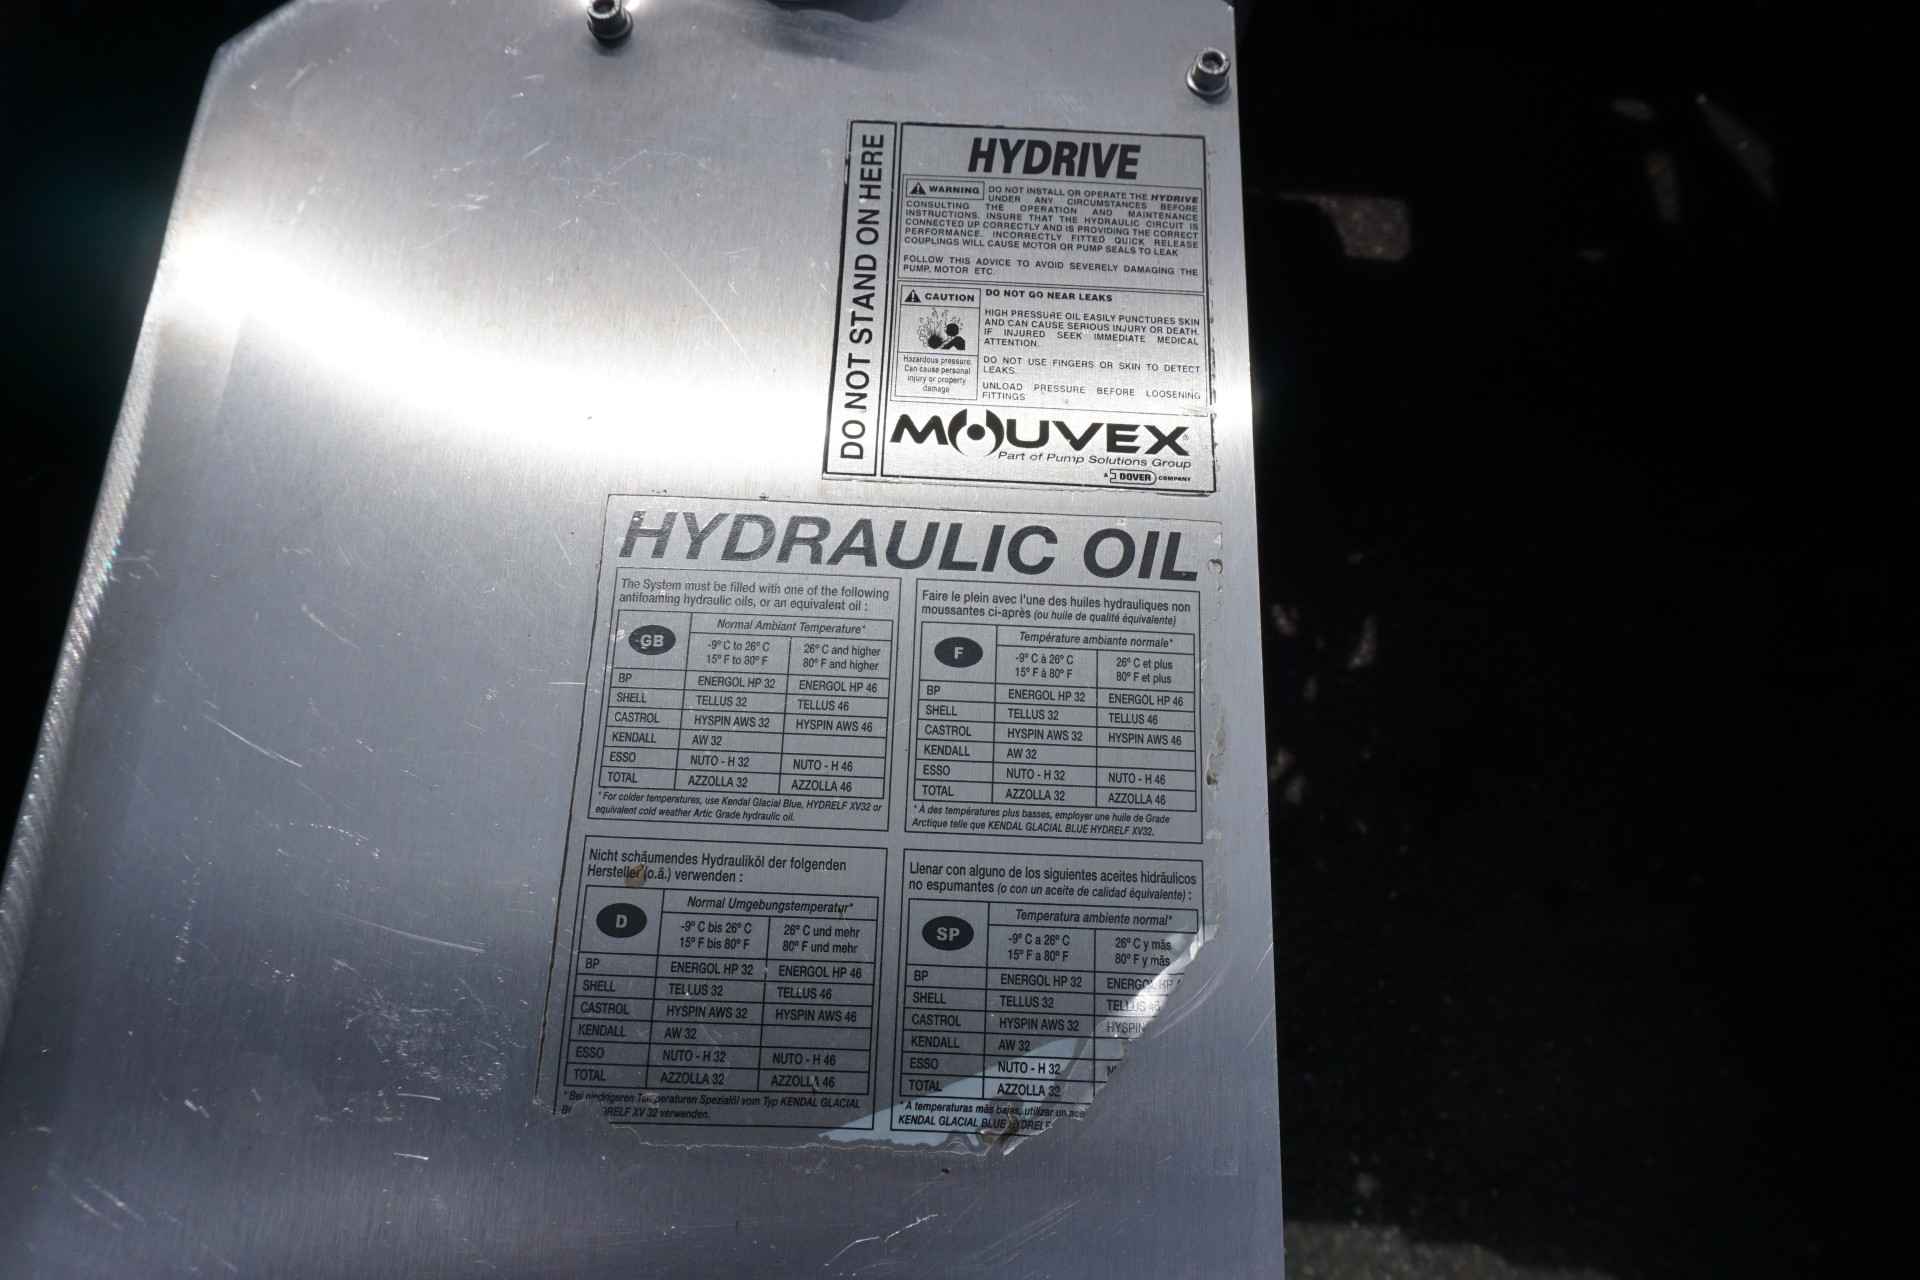 DO NOT STAND ON HERE
HYDRIVE
WARNING
DO NOT INSTALL OR OPERATE THE HYDRIVE
UNDER ANY CIRCUMSTANCES BEFORE
CONSULTING THE OPERATION AND MAINTENANCE
INSTRUCTIONS. INSURE THAT THE HYDRAULIC CIRCUIT IS
CONNECTED UP CORRECTLY AND IS PROVIDING THE CORRECT
PERFORMANCE. INCORRECTLY FITTED QUICK RELEASE
COUPLINGS WILL CAUSE MOTOR OR PUMP SEALS TO LEAK
FOLLOW THIS ADVICE TO AVOID SEVERELY DAMAGING THE
PUMP, MOTOR ETC.
CAUTION
Hazardous pressure.
Can cause personal
injury or property
damage
DO NOT GO NEAR LEAKS
HIGH PRESSURE OIL EASILY PUNCTURES SKIN
AND CAN CAUSE SERIOUS INJURY OR DEATH.
IF INJURED SEEK IMMEDIATE MEDICAL
ATTENTION.
DO NOT USE FINGERS OR SKIN TO DETECT
LEAKS.
UNLOAD PRESSURE BEFORE LOOSENING
FITTINGS
MOUVEX
Part of Pump Solutions Group
A DOVER COMPANY
HYDRAULIC OIL
The System must be filled with one of the following
antifoaming hydraulic oils, or an equivalent oil :
GB
Normal Ambiant Temperature*
-9° C to 26° C 26° C and higher
15° F to 80° F 80° F and higher
BP ENERGOL HP 32 ENERGOL HP 46
SHELL TELLUS 32 TELLUS 46
CASTROL HYSPIN AWS 32 HYSPIN AWS 46
KENDALL AW 32
ESSO NUTO - H 32 NUTO - H 46
TOTAL AZZOLLA 32 AZZOLLA 46
* For colder temperatures, use Kendal Glacial Blue, HYDRELF XV32 or
equivalent cold weather Artic Grade hydraulic oil.
Faire le plein avec l'une des huiles hydrauliques non
moussantes ci-après (ou huile de qualité équivalente)
F
Température ambiante normale*
-9° C à 26° C 26° C et plus
15° F à 80° F 80° F et plus
BP ENERGOL HP 32 ENERGOL HP 46
SHELL TELLUS 32 TELLUS 46
CASTROL HYSPIN AWS 32 HYSPIN AWS 46
KENDALL AW 32
ESSO NUTO - H 32 NUTO - H 46
TOTAL AZZOLLA 32 AZZOLLA 46
* À des températures plus basses, employer une huile de Grade
Arctique telle que KENDAL GLACIAL BLUE HYDRELF XV32.
Nicht schäumendes Hydrauliköl der folgenden
Hersteller (o.ä.) verwenden :
D
Normal Umgebungstemperatur*
-9° C bis 26° C 26° C und mehr
15° F bis 80° F 80° F und mehr
BP ENERGOL HP 32 ENERGOL HP 46
SHELL TELLUS 32 TELLUS 46
CASTROL HYSPIN AWS 32 HYSPIN AWS 46
KENDALL AW 32
ESSO NUTO - H 32 NUTO - H 46
TOTAL AZZOLLA 32 AZZOLLA 46
* Bei niedrigeren Temperaturen Spezialöl vom Typ KENDAL GLACIAL
XV 32 verwenden.
Llenar con alguno de los siguientes aceites hidráulicos
no espumantes (o con un aceite de calidad équivalente) :
SP
Temperatura ambiente normal*
-9° C a 26° C 26° C y màs
15° F a 80° F 80° F y màs
BP ENERGOL HP 32 ENERGOL HP
SHELL TELLUS 32 TELLUS 46
CASTROL HYSPIN AWS 32 HYSPIN
KENDALL AW 32
ESSO NUTO - H 32
TOTAL AZZOLLA 32
* A temperaturas màs bajas, utilizar un
KENDAL GLACIAL BLUE